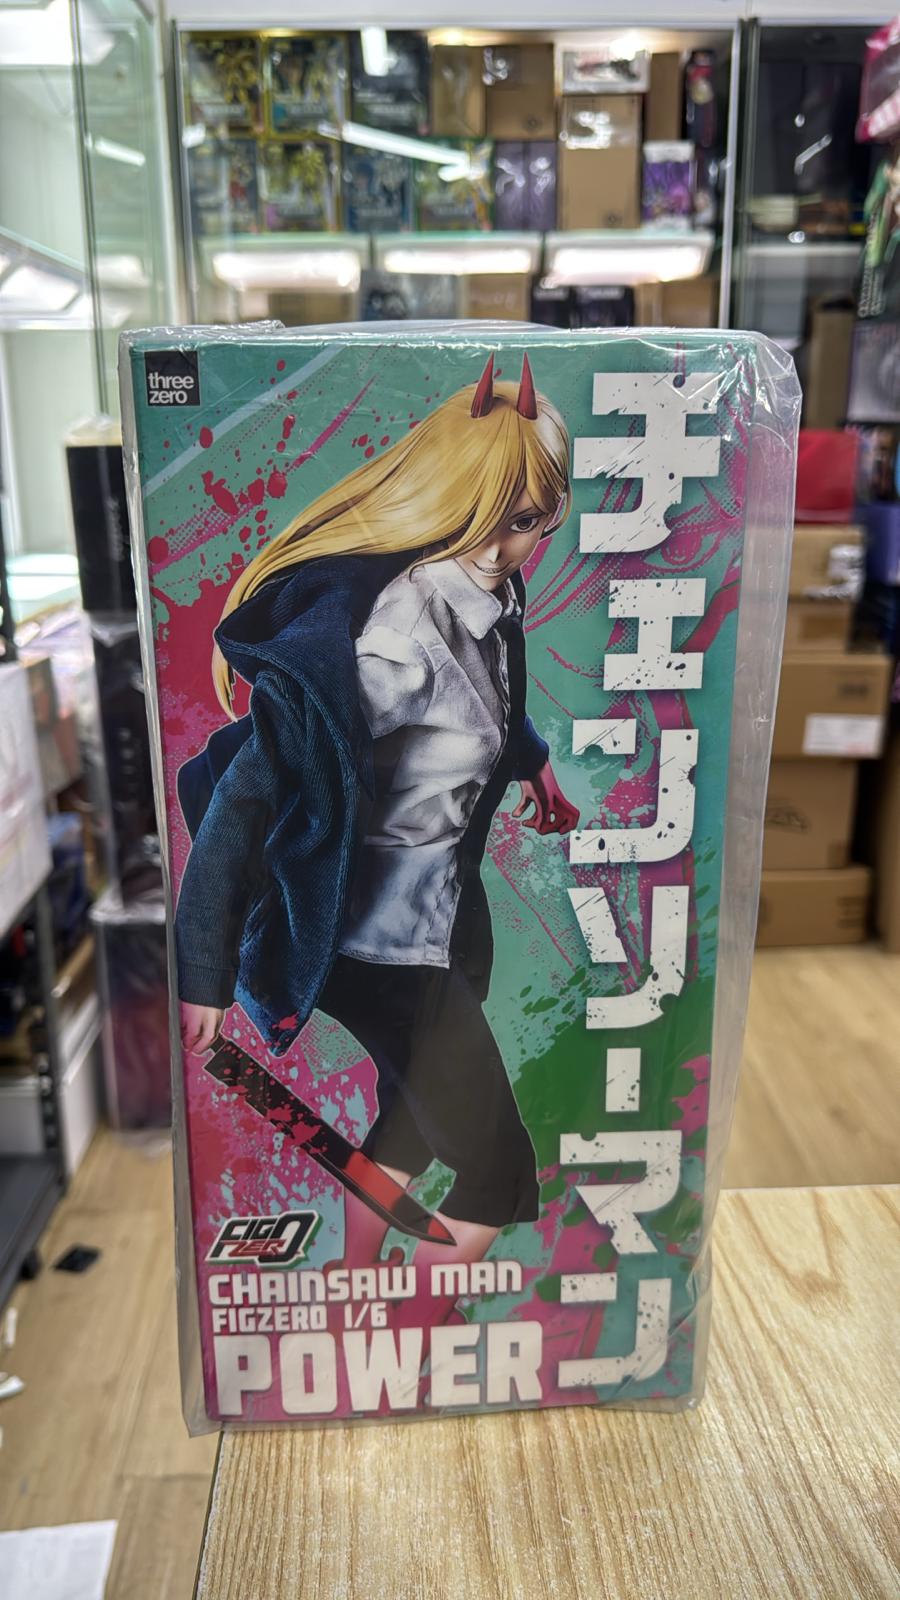 three
zero
チェンソーマン
FIGZERO
CHAINSAW MAN
FIGZERO 1/6
POWER